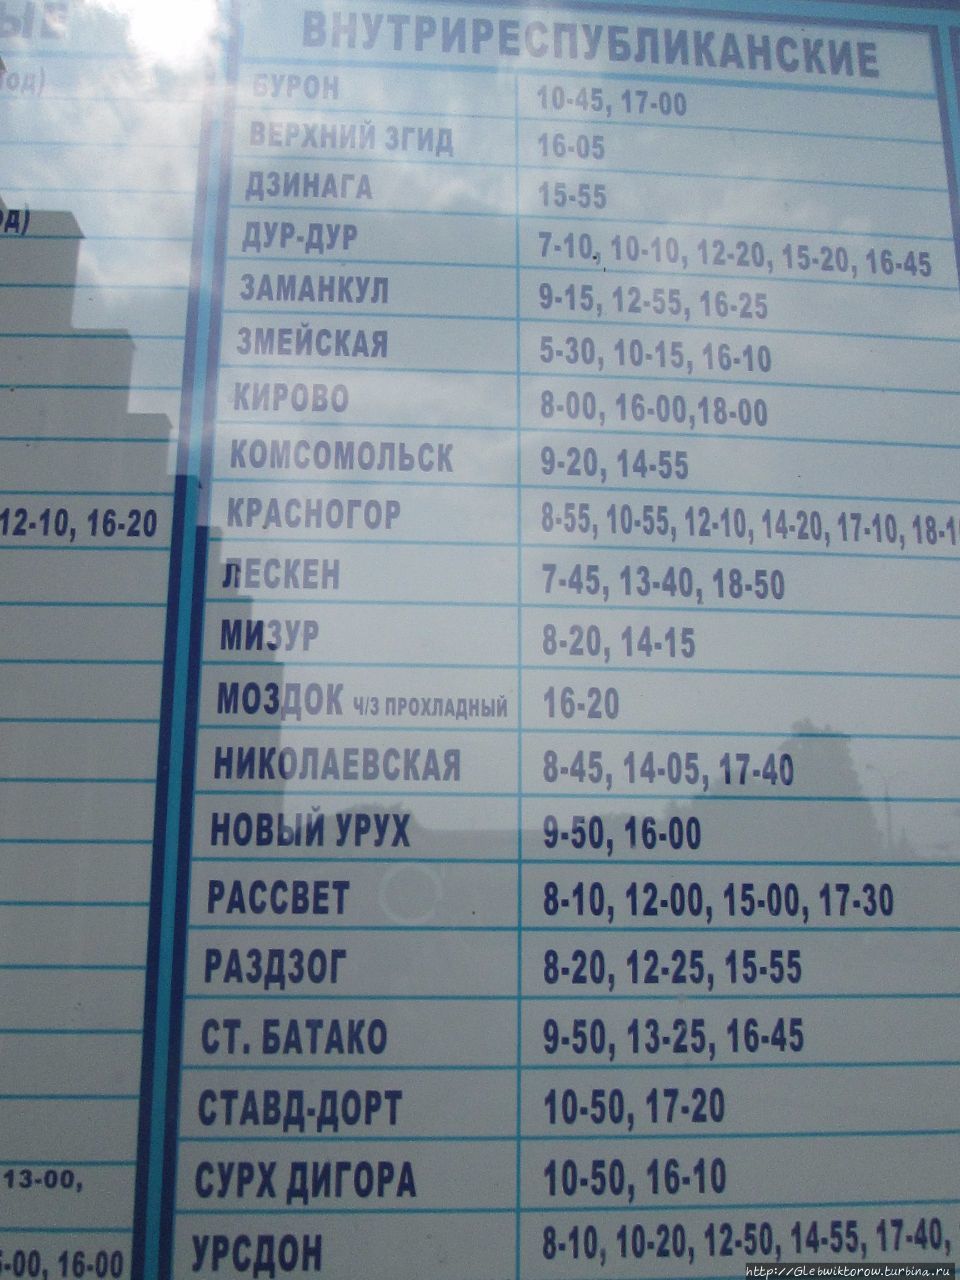 ВНУТРИРЕСПУБЛИКАНСКИЕ
БУРОН 10-45, 17-00
ВЕРХНИЙ ЗГИД 16-05
ДЗИНАГА 15-55
ДУР-ДУР 7-10, 10-10, 12-20, 15-20, 16-45
ЗАМАНКУЛ 9-15, 12-55, 16-25
ЗМЕЙСКАЯ 5-30, 10-15, 16-10
КИРОВО 8-00, 16-00,18-00
КОМСОМОЛЬСК 9-20, 14-55
КРАСНОГОР 8-55, 10-55, 12-10, 14-20, 17-10,
ЛЕСКЕН 7-45, 13-40, 18-50
МИЗУР 8-20, 14-15
МОЗДОК Ч/З ПРОХЛАДНЫЙ 16-20
НИКОЛАЕВСКАЯ 8-45, 14-05, 17-40
НОВЫЙ УРУХ 9-50, 16-00
РАССВЕТ 8-10, 12-00, 15-00, 17-30
РАЗДЗОГ 8-20, 12-25, 15-55
СТ. БАТАКО 9-50, 13-25, 16-45
СТАВД-ДОРТ 10-50, 17-20
СУРХ ДИГОРА 10-50, 16-10
УРСДОН 8-10, 10-20, 12-50, 14-55, 17-40,
12-10, 16-20
13-00,
16-00
http://Glebwiktorow.turbina.ru/